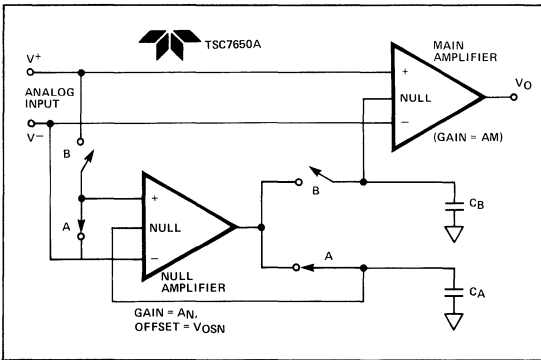 TSC7650A
MAIN
AMPLIFIER
V+
+
VO
ANALOG
INPUT
NULL
V−
−
(GAIN = AM)
B
B
+
CB
A
NULL
A
−
NULL
AMPLIFIER
CA
GAIN = AN,
OFFSET = VOSN